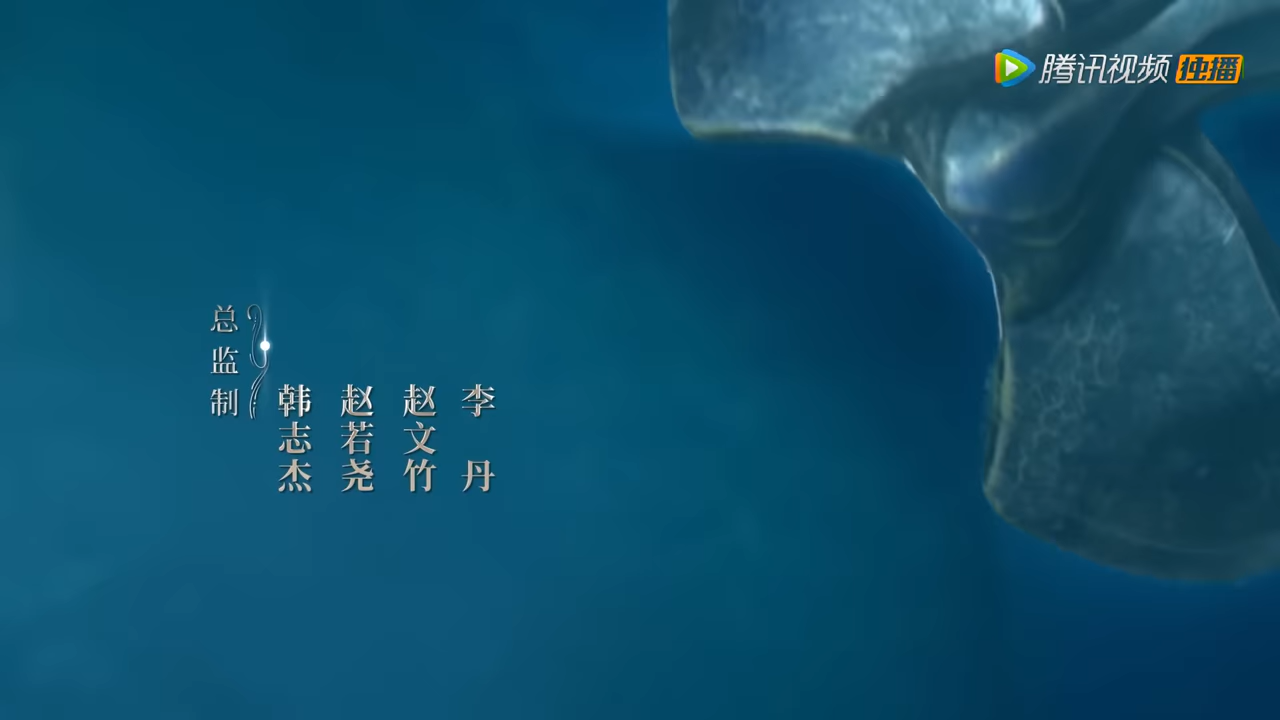 腾讯视频 独播
总监制
韩志杰
赵若尧
赵文竹
李丹